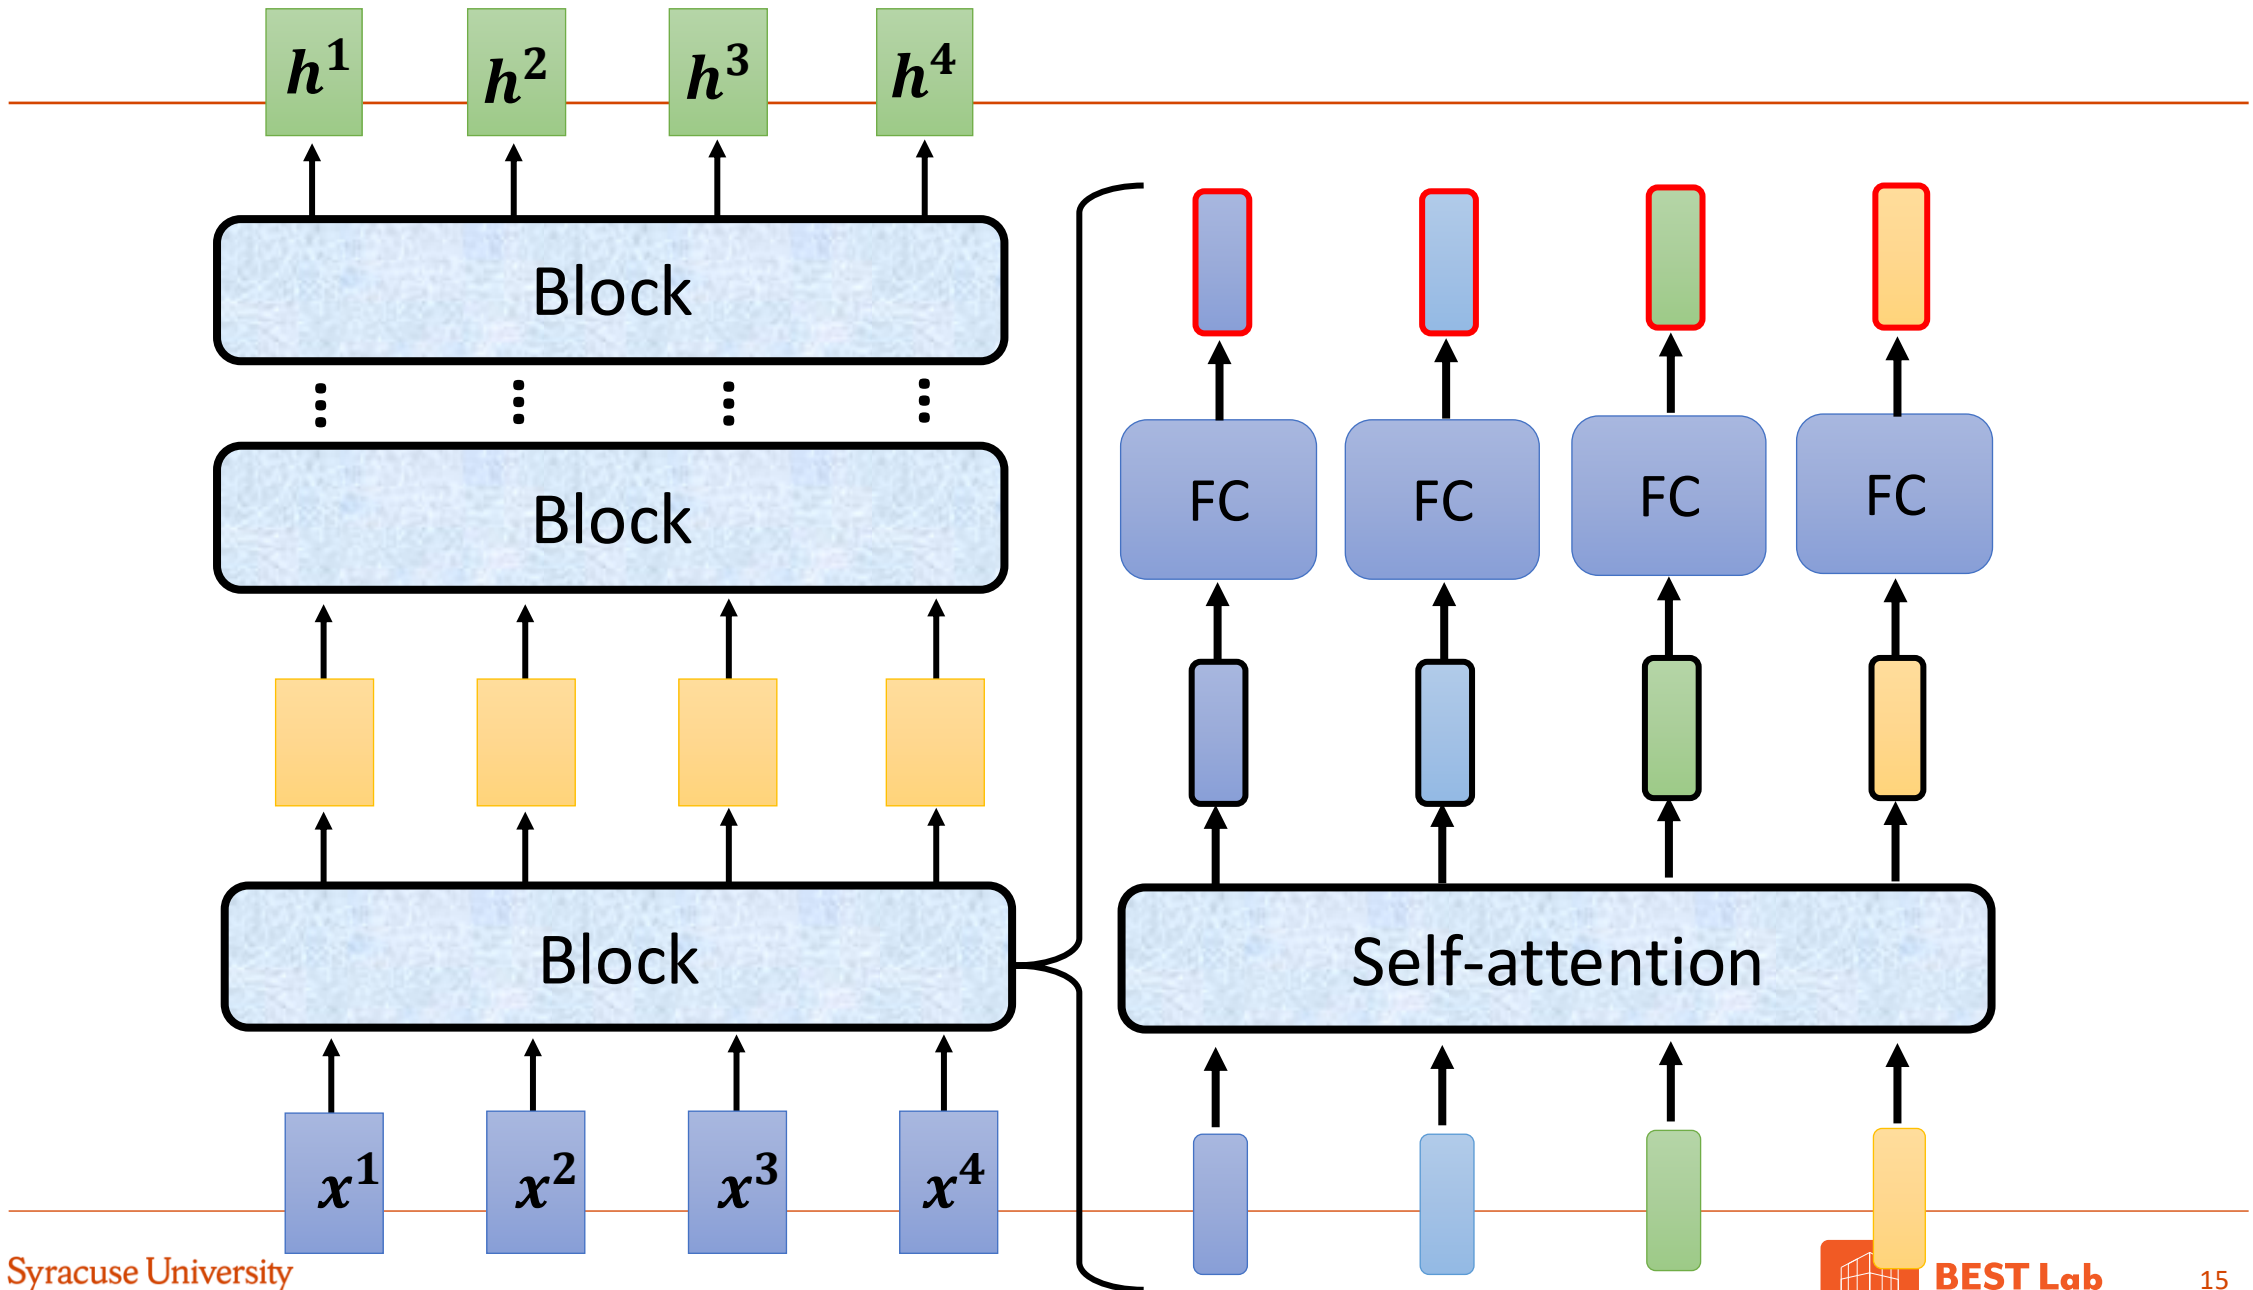 h¹ h² h³ h⁴
Block
Block
Block
x¹ x² x³ x⁴
FC FC FC FC
Self-attention
Syracuse University
BEST Lab
15